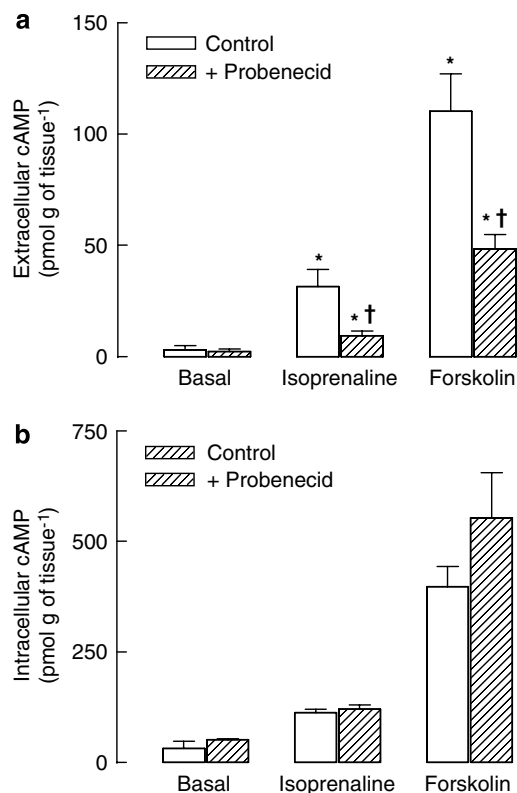 a
150
100
50
0
Extracellular cAMP
(pmol g of tissue⁻¹)
Control
+ Probenecid
*
* †
*
* †
Basal Isoprenaline Forskolin
b
750
500
250
0
Intracellular cAMP
(pmol g of tissue⁻¹)
Control
+ Probenecid
Basal Isoprenaline Forskolin